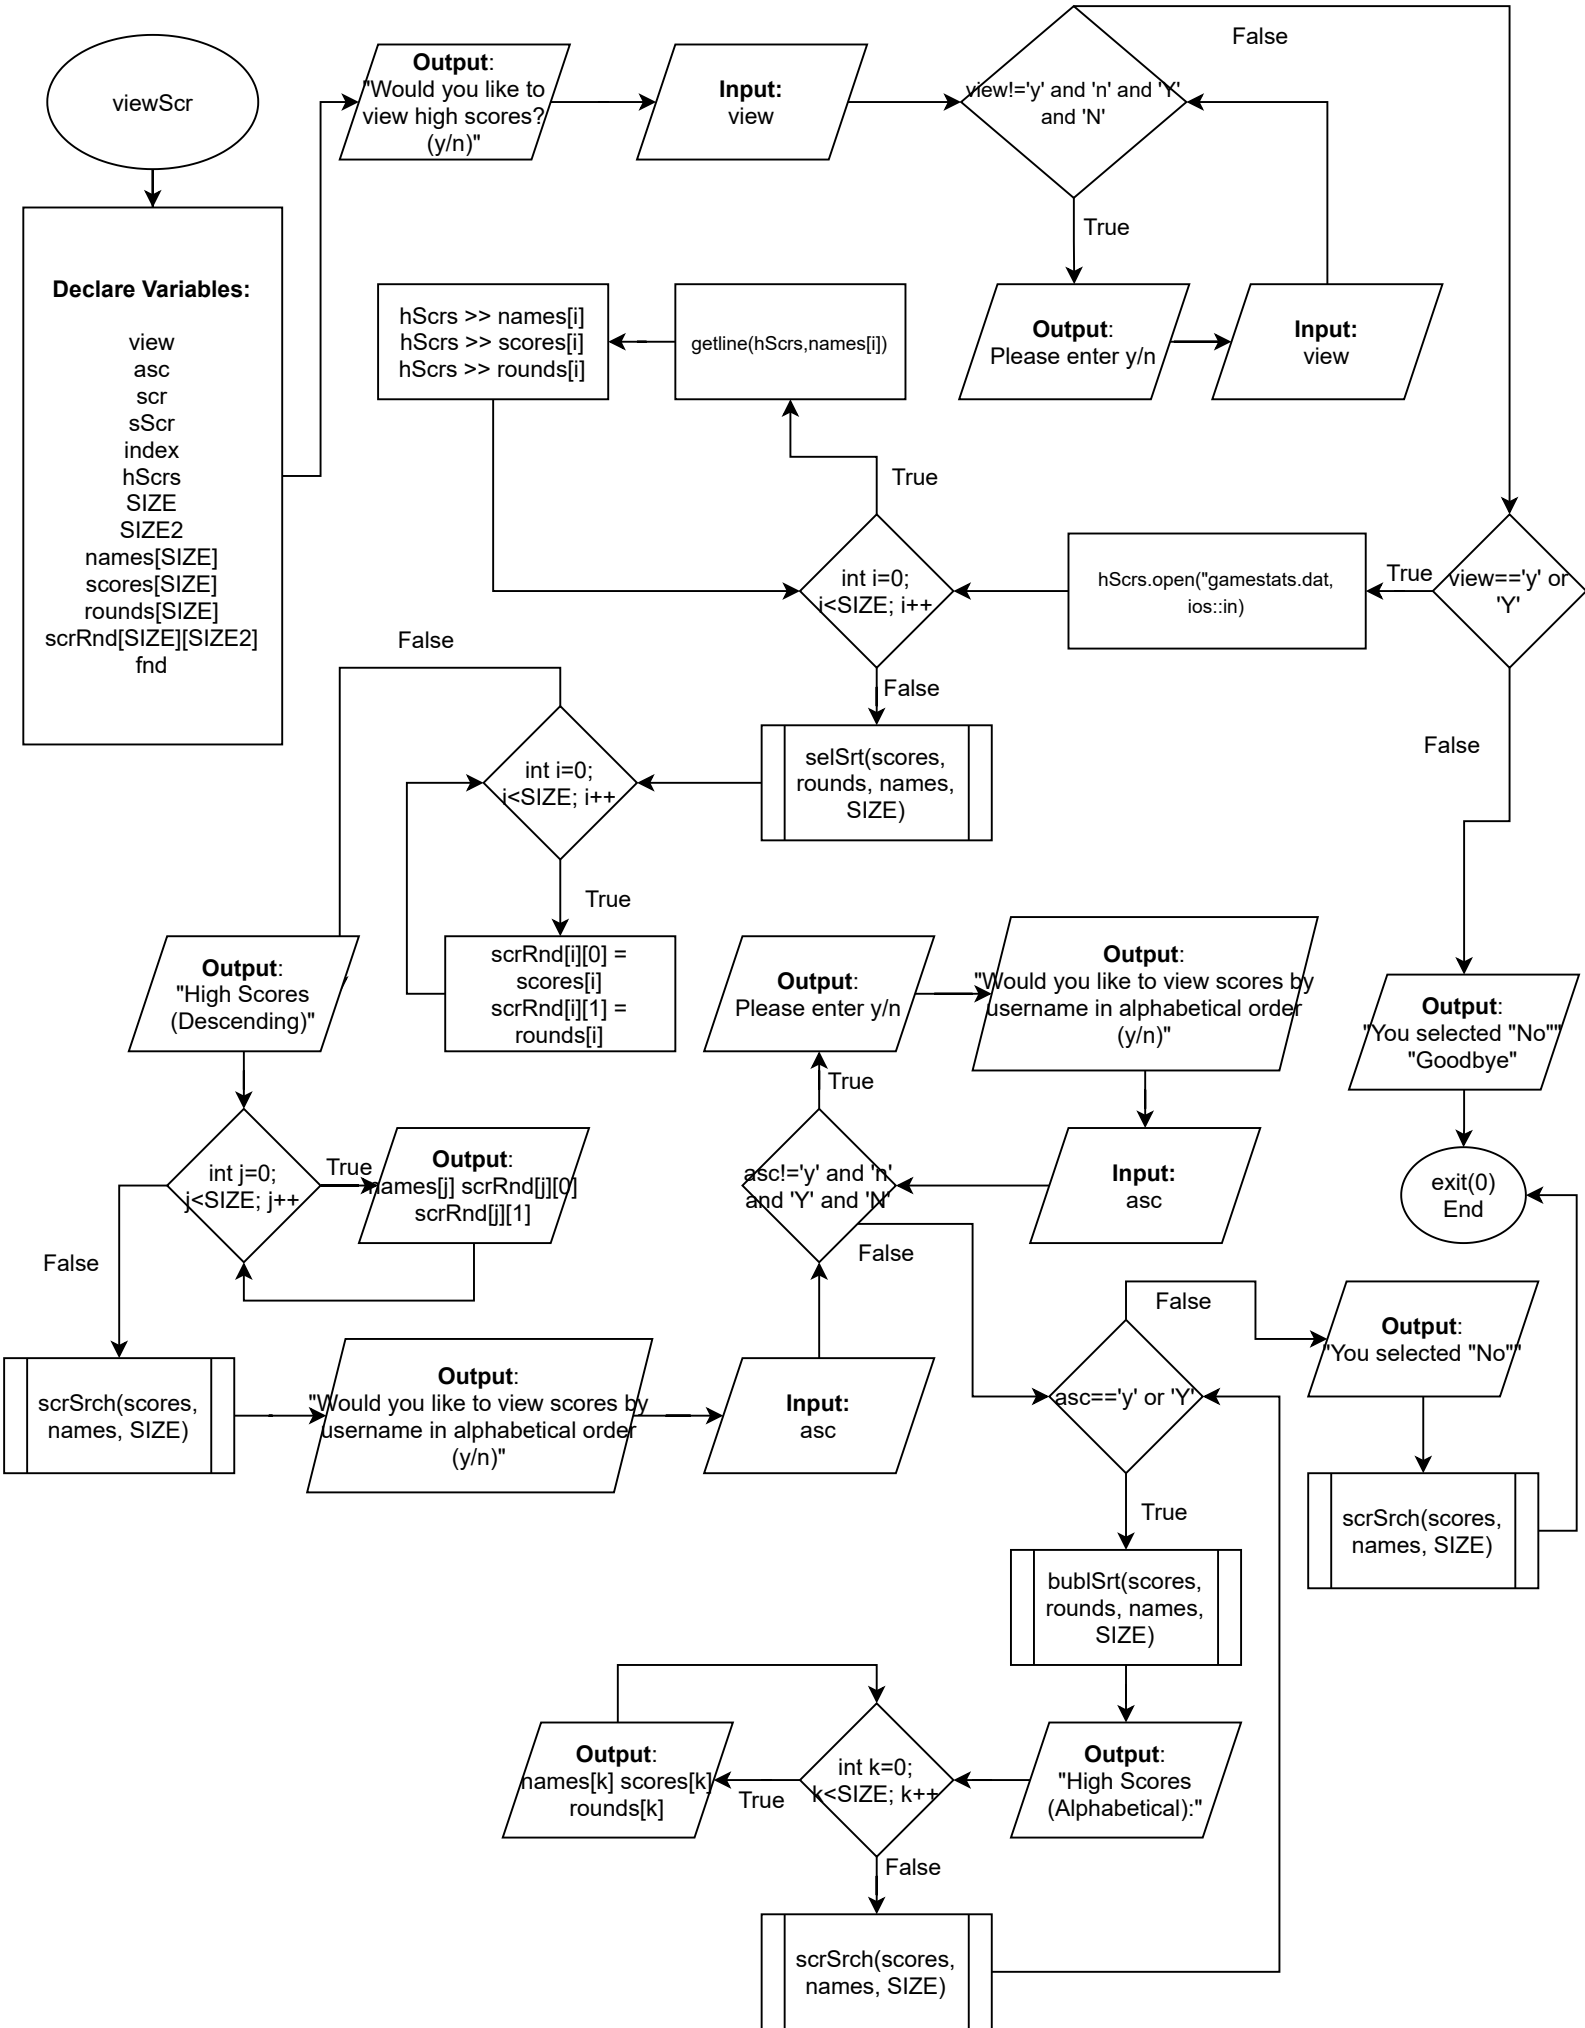 viewScr
Declare Variables:
view
asc
scr
sScr
index
hScrs
SIZE
SIZE2
names[SIZE]
scores[SIZE]
rounds[SIZE]
scrRnd[SIZE][SIZE2]
fnd
Output:
"Would you like to
view high scores?
(y/n)"
Input:
view
view!='y' and 'n' and 'Y'
and 'N'
False
True
Output:
Please enter y/n
Input:
view
view=='y' or
'Y'
True
hScrs.open("gamestats.dat,
ios::in)
int i=0;
i<SIZE; i++
True
getline(hScrs,names[i])
hScrs >> names[i]
hScrs >> scores[i]
hScrs >> rounds[i]
False
selSrt(scores,
rounds, names,
SIZE)
int i=0;
i<SIZE; i++
True
scrRnd[i][0] =
scores[i]
scrRnd[i][1] =
rounds[i]
False
Output:
"High Scores
(Descending)"
int j=0;
j<SIZE; j++
True
Output:
names[j] scrRnd[j][0]
scrRnd[j][1]
False
scrSrch(scores,
names, SIZE)
Output:
"Would you like to view scores by
username in alphabetical order
(y/n)"
Input:
asc
asc!='y' and 'n'
and 'Y' and 'N'
True
Output:
Please enter y/n
Output:
"Would you like to view scores by
username in alphabetical order
(y/n)"
Input:
asc
False
asc=='y' or 'Y'
False
Output:
"You selected "No""
scrSrch(scores,
names, SIZE)
True
bublSrt(scores,
rounds, names,
SIZE)
Output:
"High Scores
(Alphabetical):"
int k=0;
k<SIZE; k++
True
Output:
names[k] scores[k]
rounds[k]
False
scrSrch(scores,
names, SIZE)
False
Output:
"You selected "No""
"Goodbye"
exit(0)
End